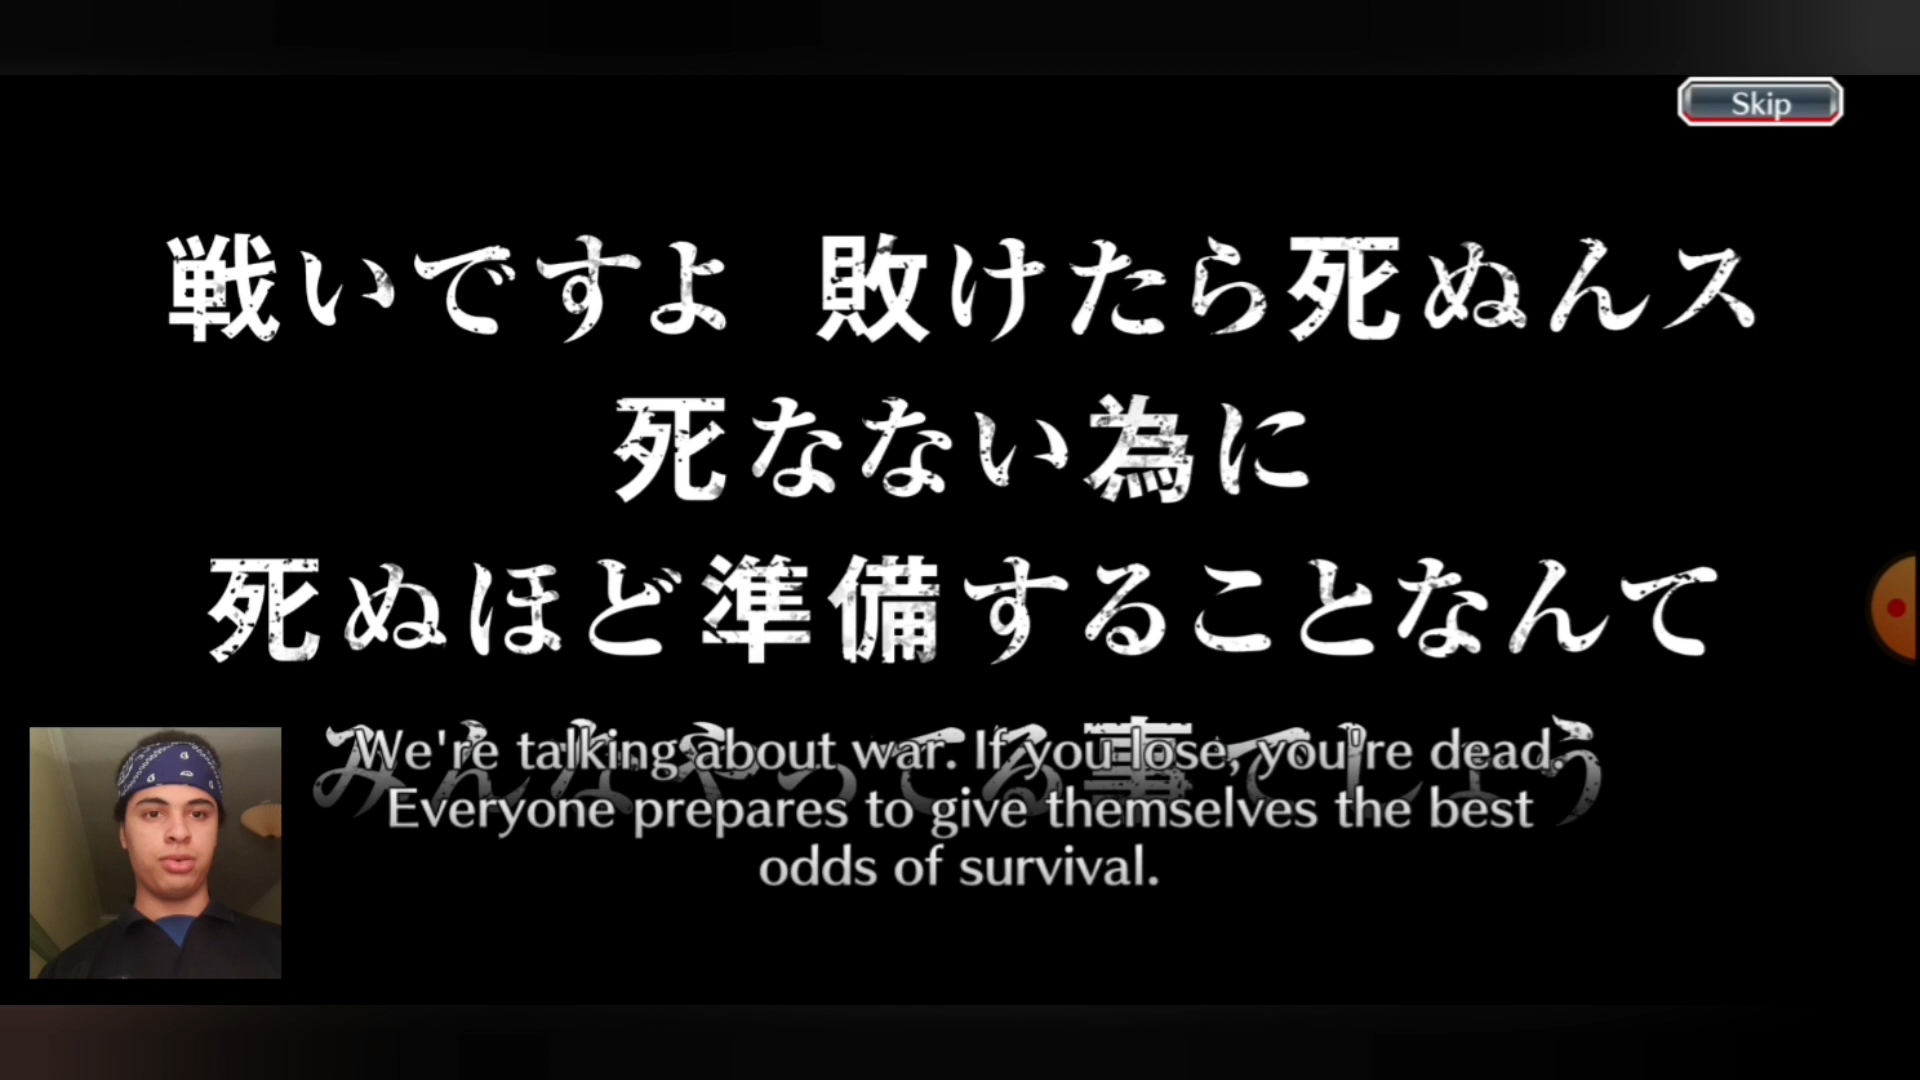 Skip
戦いですよ 敗けたら死ぬんス
死なない為に
死ぬほど準備することなんて
みんなやってる事でしょう
We're talking about war. If you lose, you're dead.
Everyone prepares to give themselves the best
odds of survival.